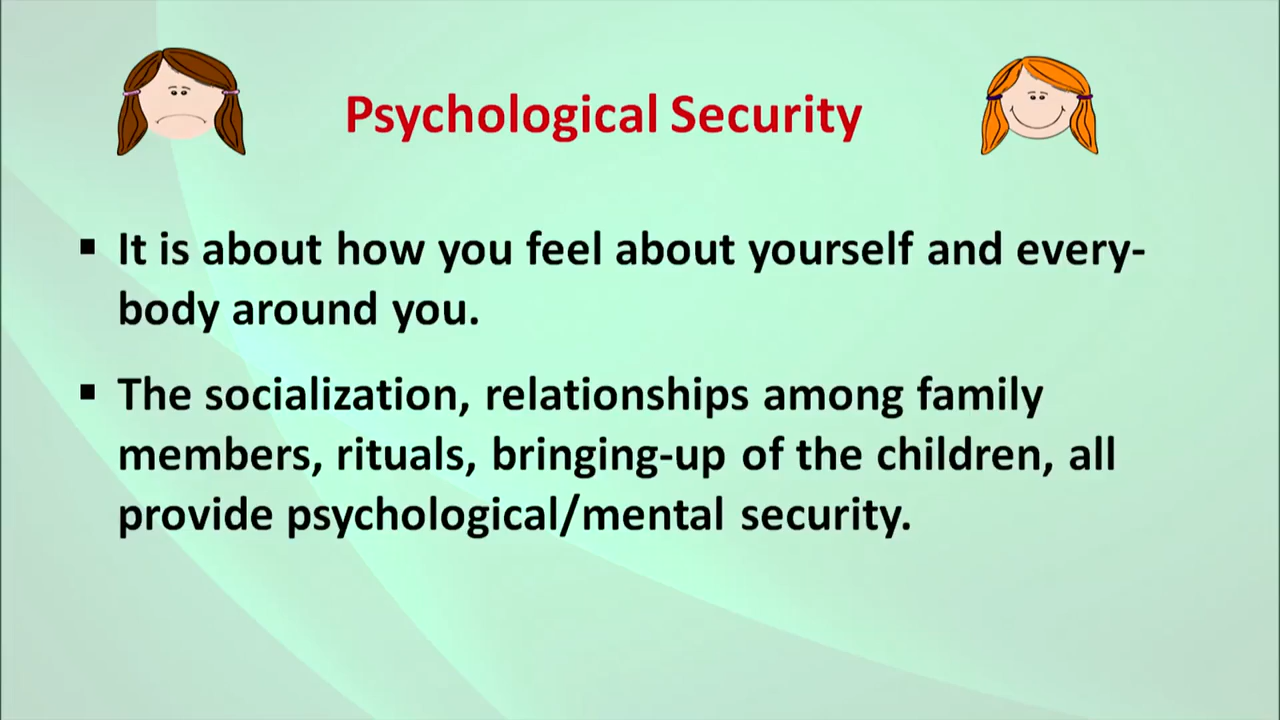 Psychological Security
▪ It is about how you feel about yourself and every-
body around you.
▪ The socialization, relationships among family
members, rituals, bringing-up of the children, all
provide psychological/mental security.